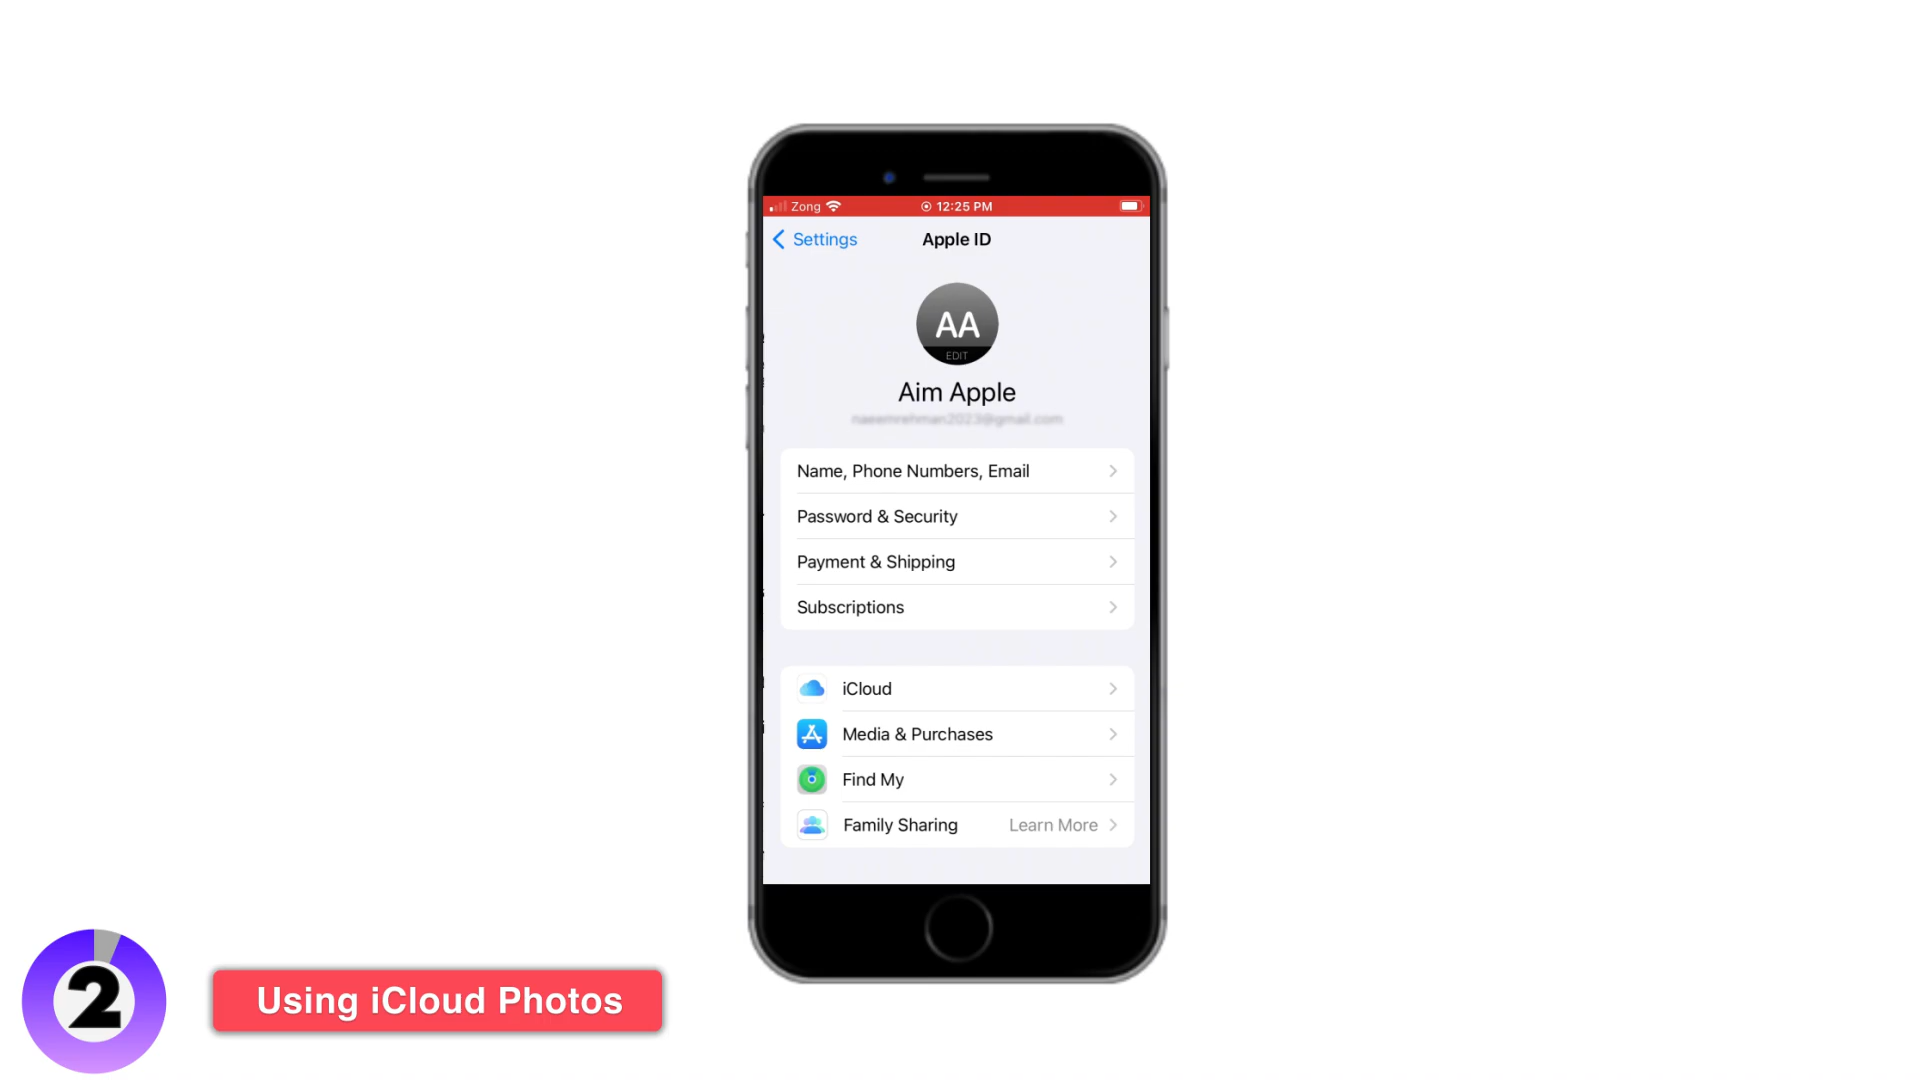 Zong 12:25 PM
Settings Apple ID
AA
EDIT
Aim Apple
Name, Phone Numbers, Email
Password & Security
Payment & Shipping
Subscriptions
iCloud
Media & Purchases
Find My
Family Sharing Learn More
2 Using iCloud Photos